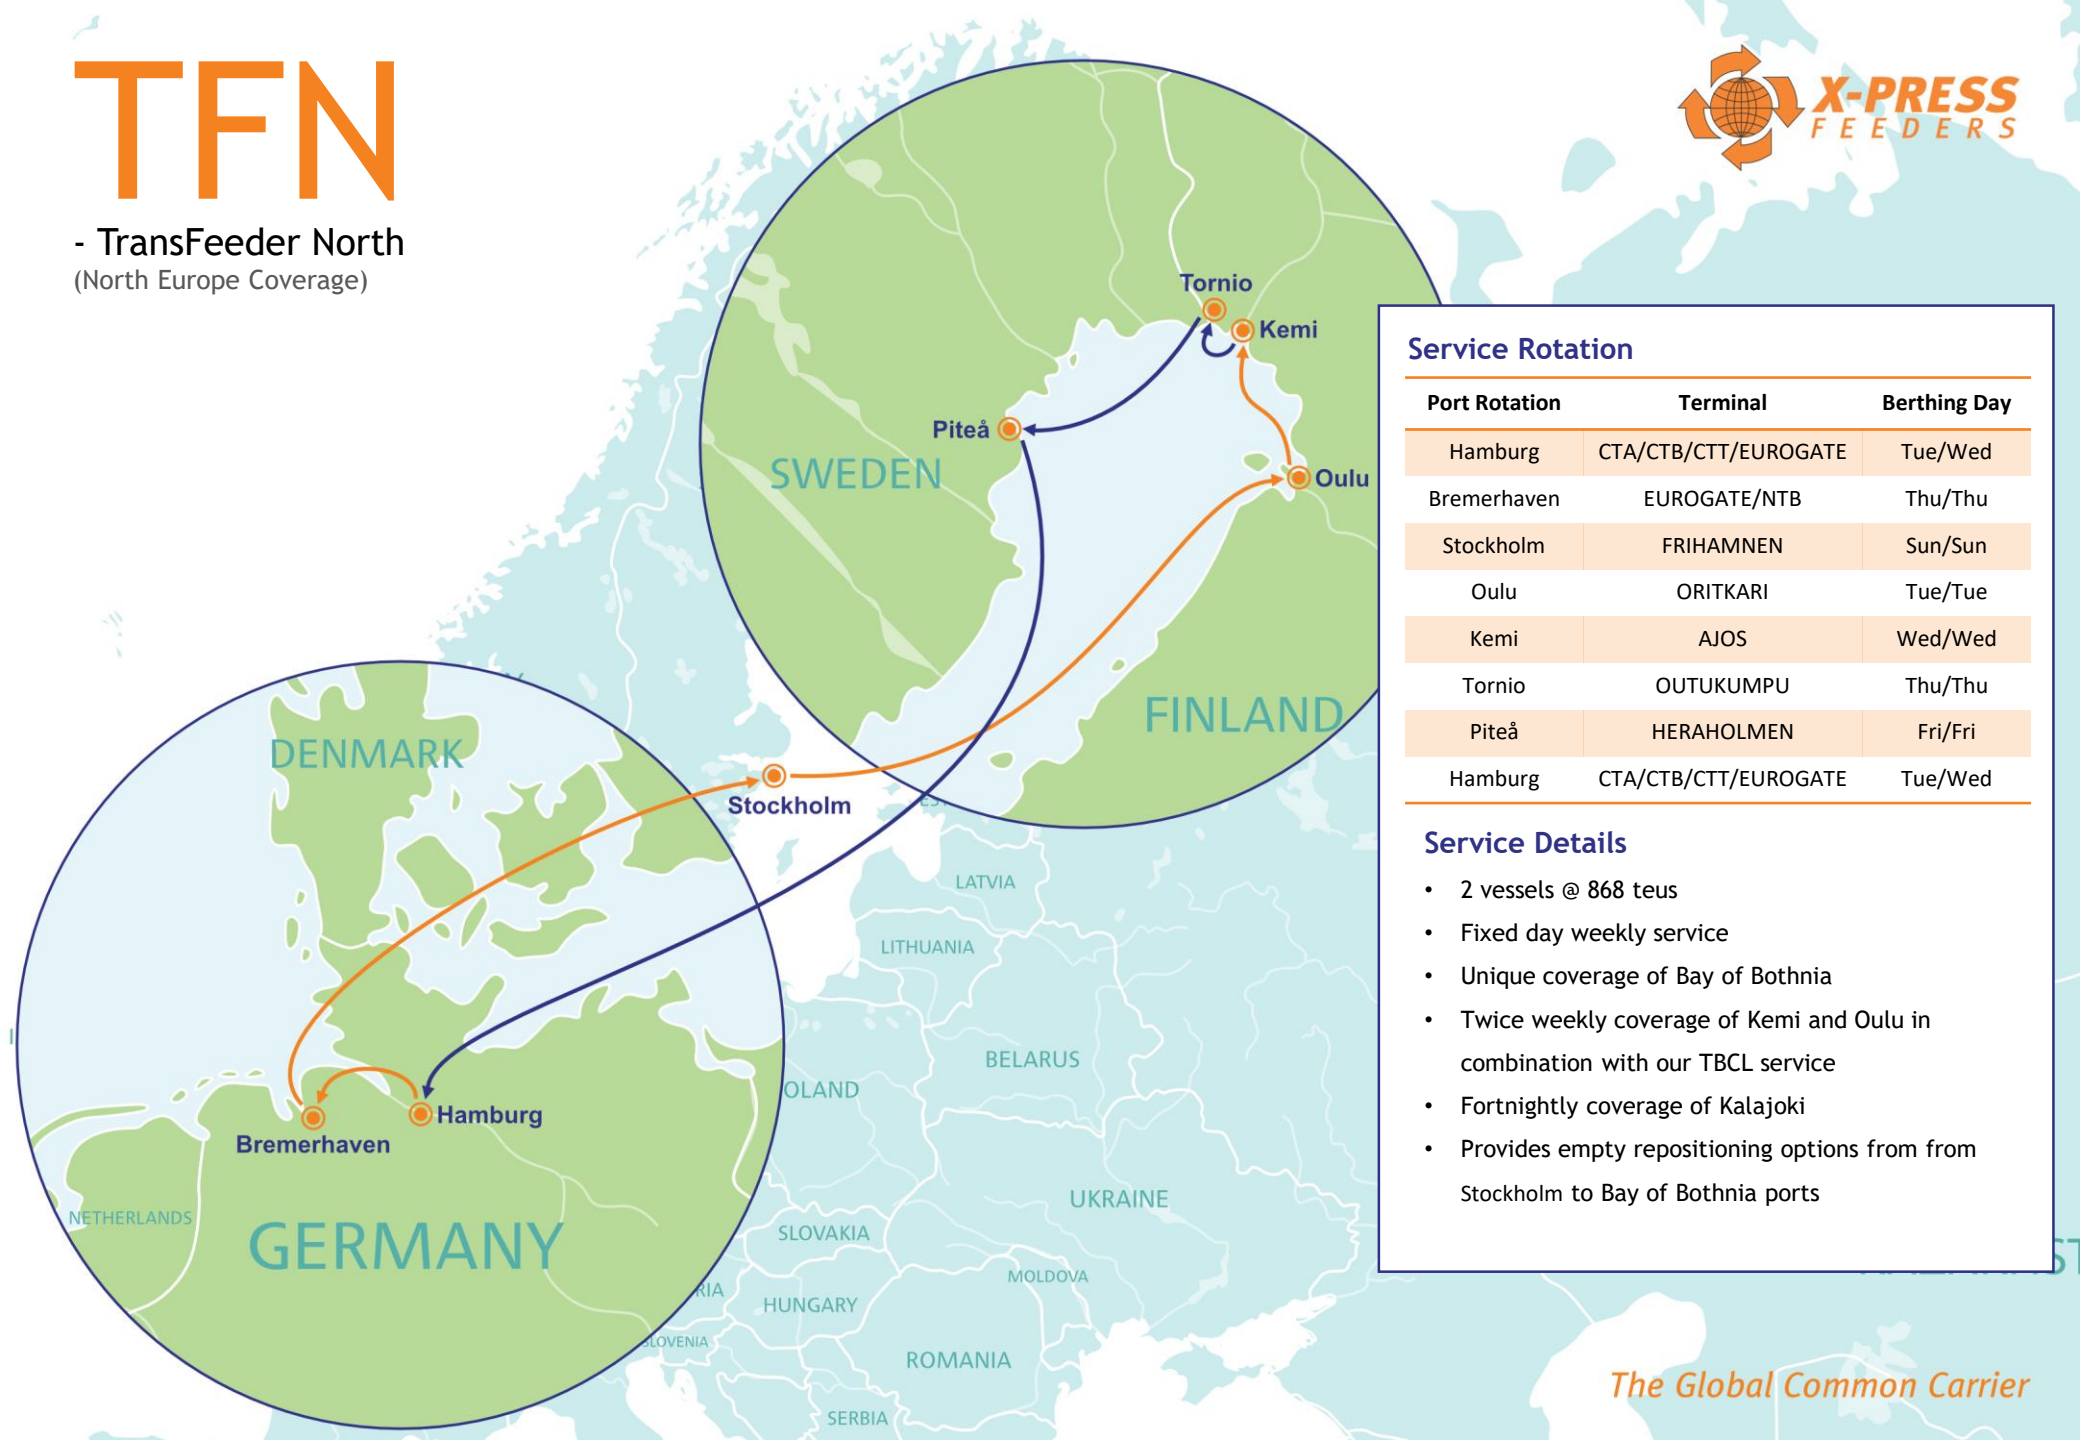 TFN
- TransFeeder North
(North Europe Coverage)
X-PRESS
FEEDERS
Tornio
Kemi
Piteå
Oulu
SWEDEN
FINLAND
DENMARK
Stockholm
LATVIA
LITHUANIA
BELARUS
OLAND
Hamburg
Bremerhaven
NETHERLANDS
GERMANY
UKRAINE
SLOVAKIA
MOLDOVA
RIA
HUNGARY
SLOVENIA
ROMANIA
SERBIA
Service Rotation
Port Rotation Terminal Berthing Day
Hamburg CTA/CTB/CTT/EUROGATE Tue/Wed
Bremerhaven EUROGATE/NTB Thu/Thu
Stockholm FRIHAMNEN Sun/Sun
Oulu ORITKARI Tue/Tue
Kemi AJOS Wed/Wed
Tornio OUTUKUMPU Thu/Thu
Piteå HERAHOLMEN Fri/Fri
Hamburg CTA/CTB/CTT/EUROGATE Tue/Wed
Service Details
• 2 vessels @ 868 teus
• Fixed day weekly service
• Unique coverage of Bay of Bothnia
• Twice weekly coverage of Kemi and Oulu in
combination with our TBCL service
• Fortnightly coverage of Kalajoki
• Provides empty repositioning options from from
Stockholm to Bay of Bothnia ports
The Global Common Carrier